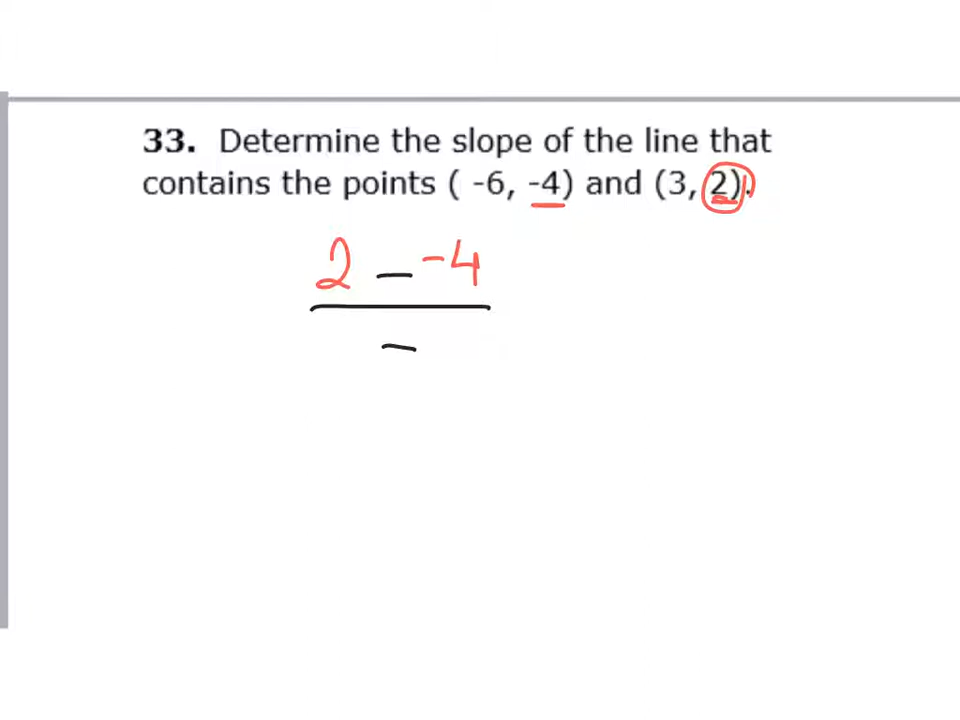 33. Determine the slope of the line that
contains the points ( -6, -4) and (3, 2).
2 - -4
-